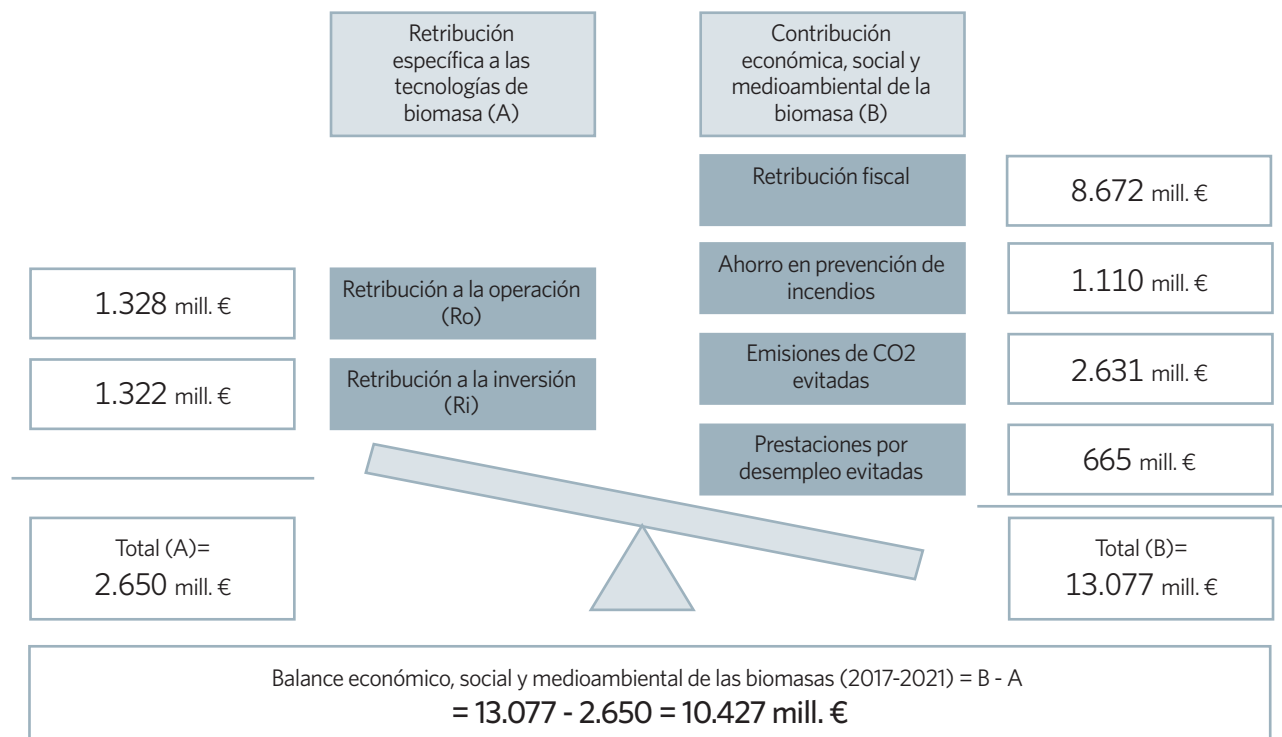 Retribución
específica a las
tecnologías de
biomasa (A)
Contribución
económica, social y
medioambiental de la
biomasa (B)
Retribución fiscal
8.672 mill. €
Ahorro en prevención de
incendios
1.110 mill. €
1.328 mill. €
Retribución a la operación
(Ro)
Emisiones de CO2
evitadas
2.631 mill. €
1.322 mill. €
Retribución a la inversión
(Ri)
Prestaciones por
desempleo evitadas
665 mill. €
Total (A)=
2.650 mill. €
Total (B)=
13.077 mill. €
Balance económico, social y medioambiental de las biomasas (2017-2021) = B - A
= 13.077 - 2.650 = 10.427 mill. €